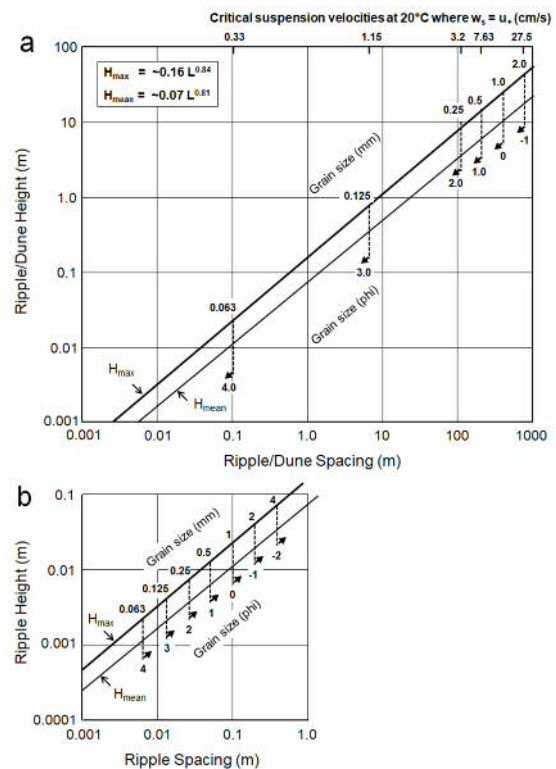 Critical suspension velocities at 20°C where wₛ = u* (cm/s)
a
0.33 1.15 3.2 7.63 27.5
100
10
1.0
0.1
0.01
0.001
Ripple/Dune Height (m)
Hmax = ~0.16 L^0.84
Hmean = ~0.07 L^0.81
2.0
1.0
0.5
0.25
Grain size (mm)
0.125
0.063
-1
0
1.0
2.0
3.0
Grain size (phi)
4.0
Hmax
Hmean
0.001 0.01 0.1 1.0 10 100 1000
Ripple/Dune Spacing (m)
b
0.1
0.01
0.001
0.0001
Ripple Height (m)
Grain size (mm)
4
2
1
0.5
0.25
0.125
0.063
-2
-1
0
1
2
3
4
Grain size (phi)
Hmax
Hmean
0.001 0.01 0.1 1.0
Ripple Spacing (m)